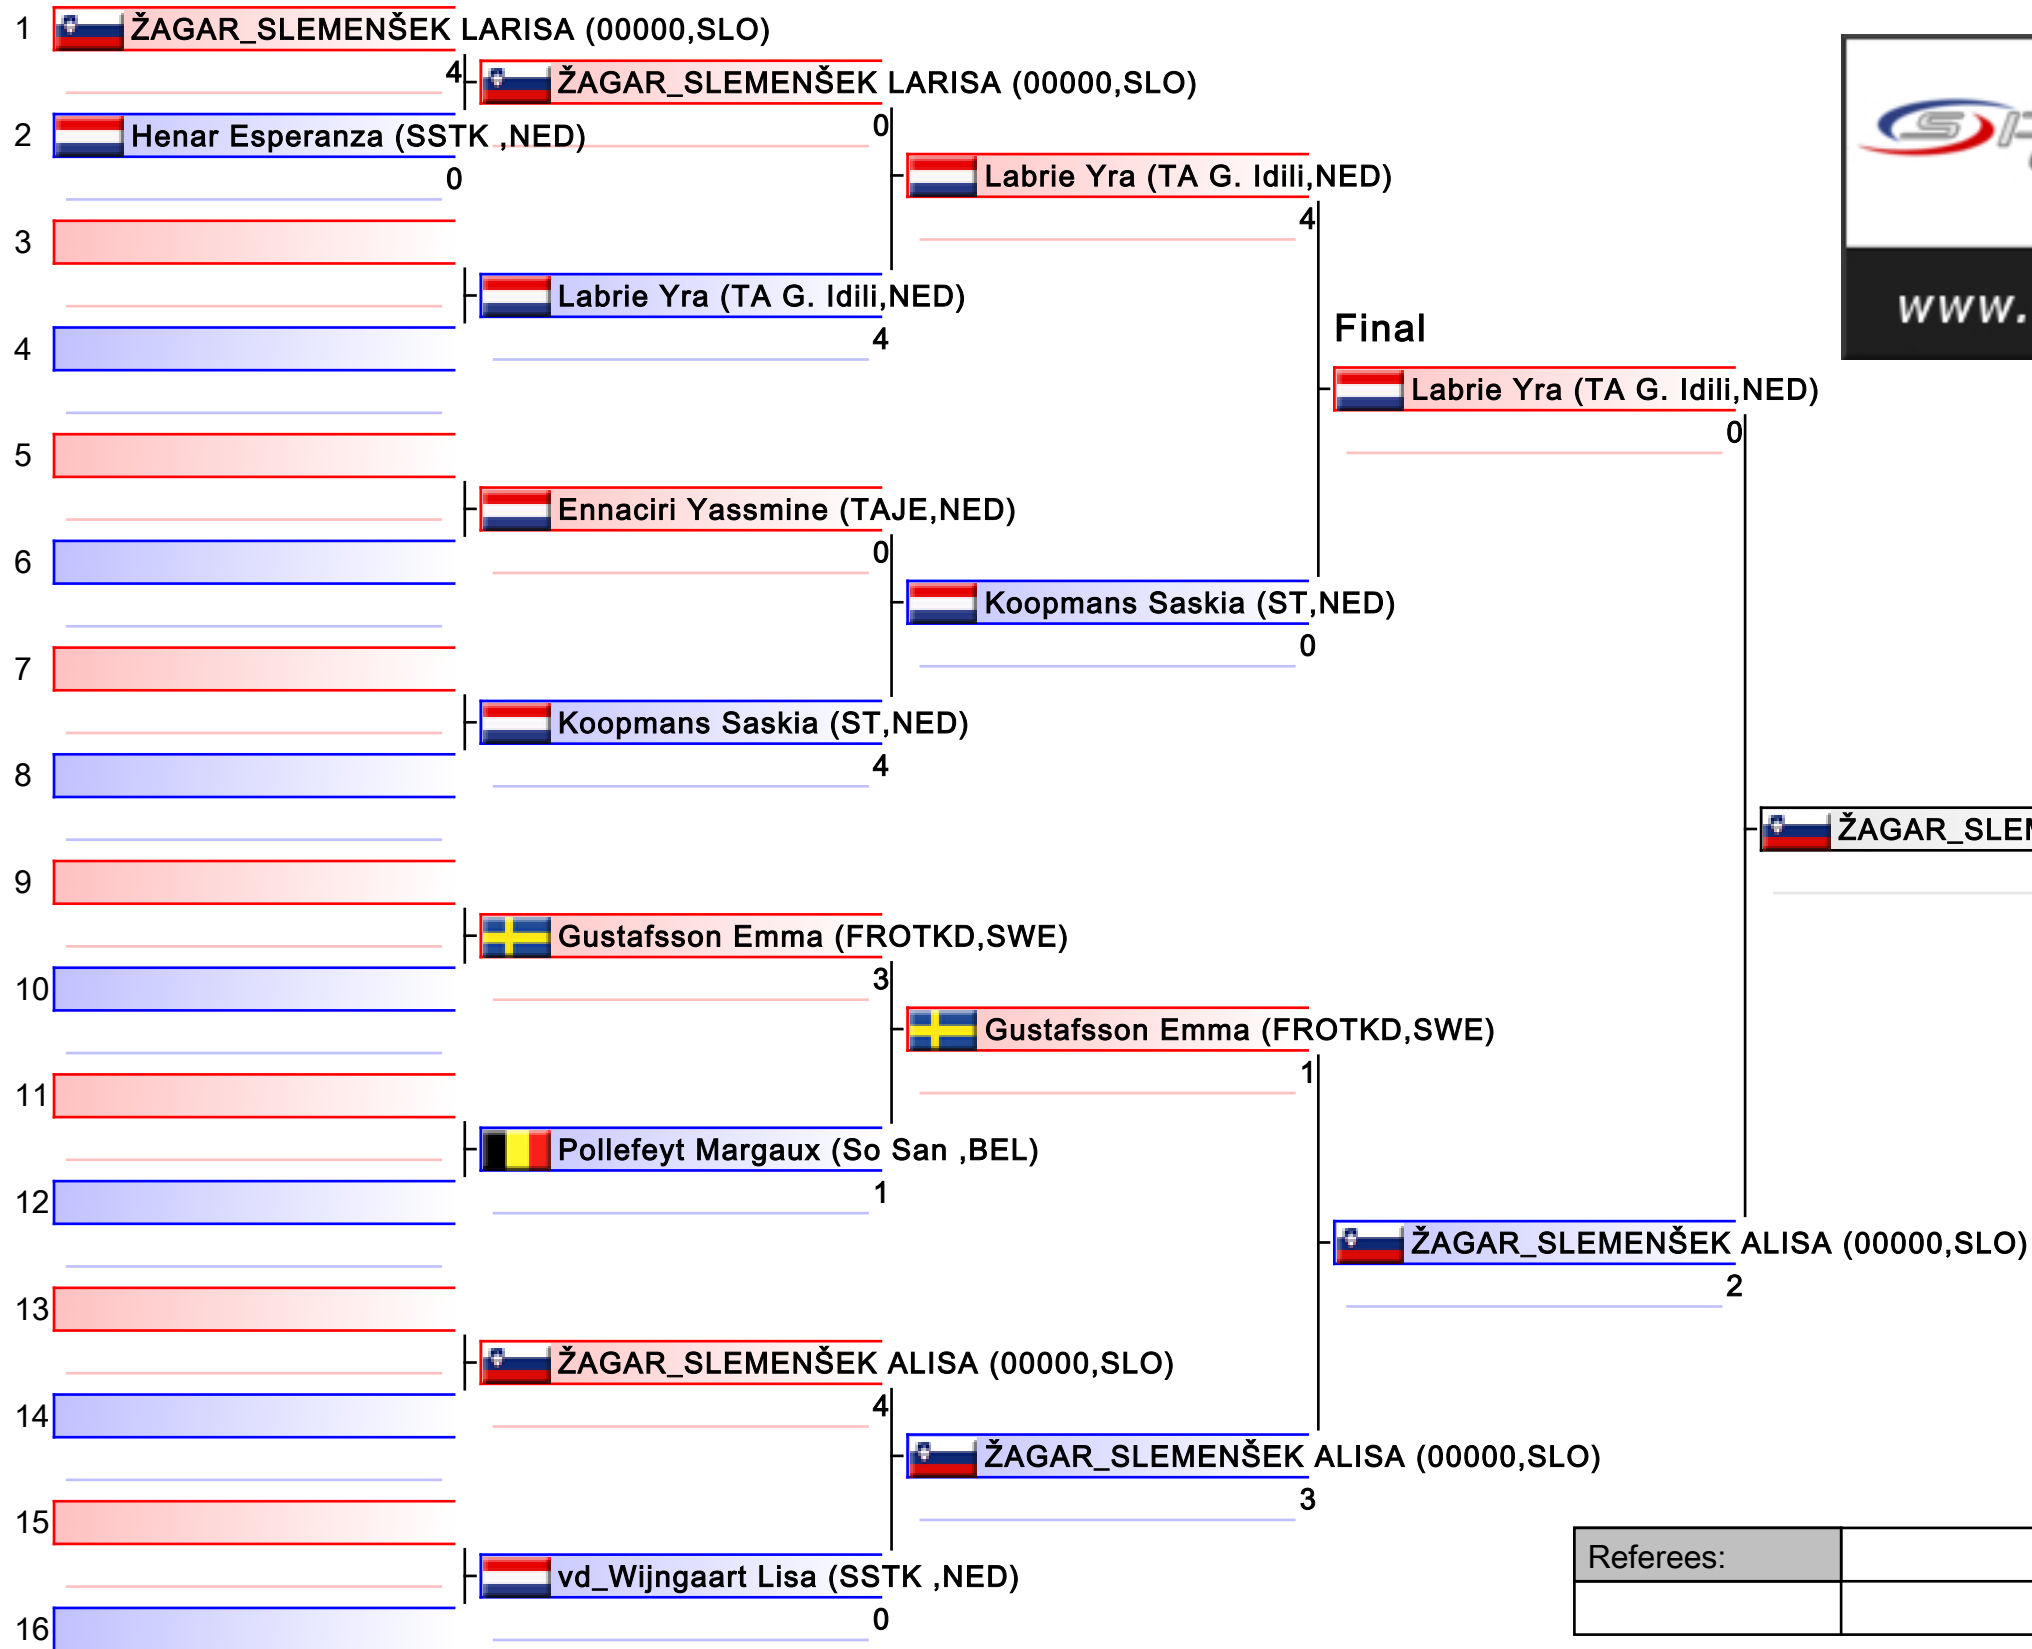 1 ŽAGAR_SLEMENŠEK LARISA (00000,SLO)
4
2 Henar Esperanza (SSTK ,NED)
0
3
4
5
6
7
8
9
10
11
12
13
14
15
16
ŽAGAR_SLEMENŠEK LARISA (00000,SLO)
0
Labrie Yra (TA G. Idili,NED)
4
Ennaciri Yassmine (TAJE,NED)
0
Koopmans Saskia (ST,NED)
4
Gustafsson Emma (FROTKD,SWE)
3
Pollefeyt Margaux (So San ,BEL)
1
ŽAGAR_SLEMENŠEK ALISA (00000,SLO)
4
vd_Wijngaart Lisa (SSTK ,NED)
0
Labrie Yra (TA G. Idili,NED)
4
Koopmans Saskia (ST,NED)
0
Gustafsson Emma (FROTKD,SWE)
1
ŽAGAR_SLEMENŠEK ALISA (00000,SLO)
3
Final
Labrie Yra (TA G. Idili,NED)
0
ŽAGAR_SLEMENŠEK ALISA (00000,SLO)
2
www.
Referees: